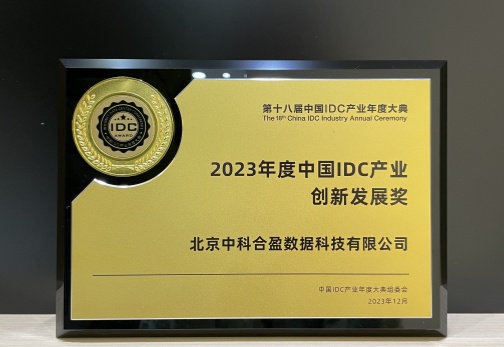 IDC
AWARD
第十八届中国IDC产业年度大典
The 18th China IDC Industry Annual Ceremony
2023年度中国IDC产业
创新发展奖
北京中科合盈数据科技有限公司
中国IDC产业年度大典组委会
2023年12月